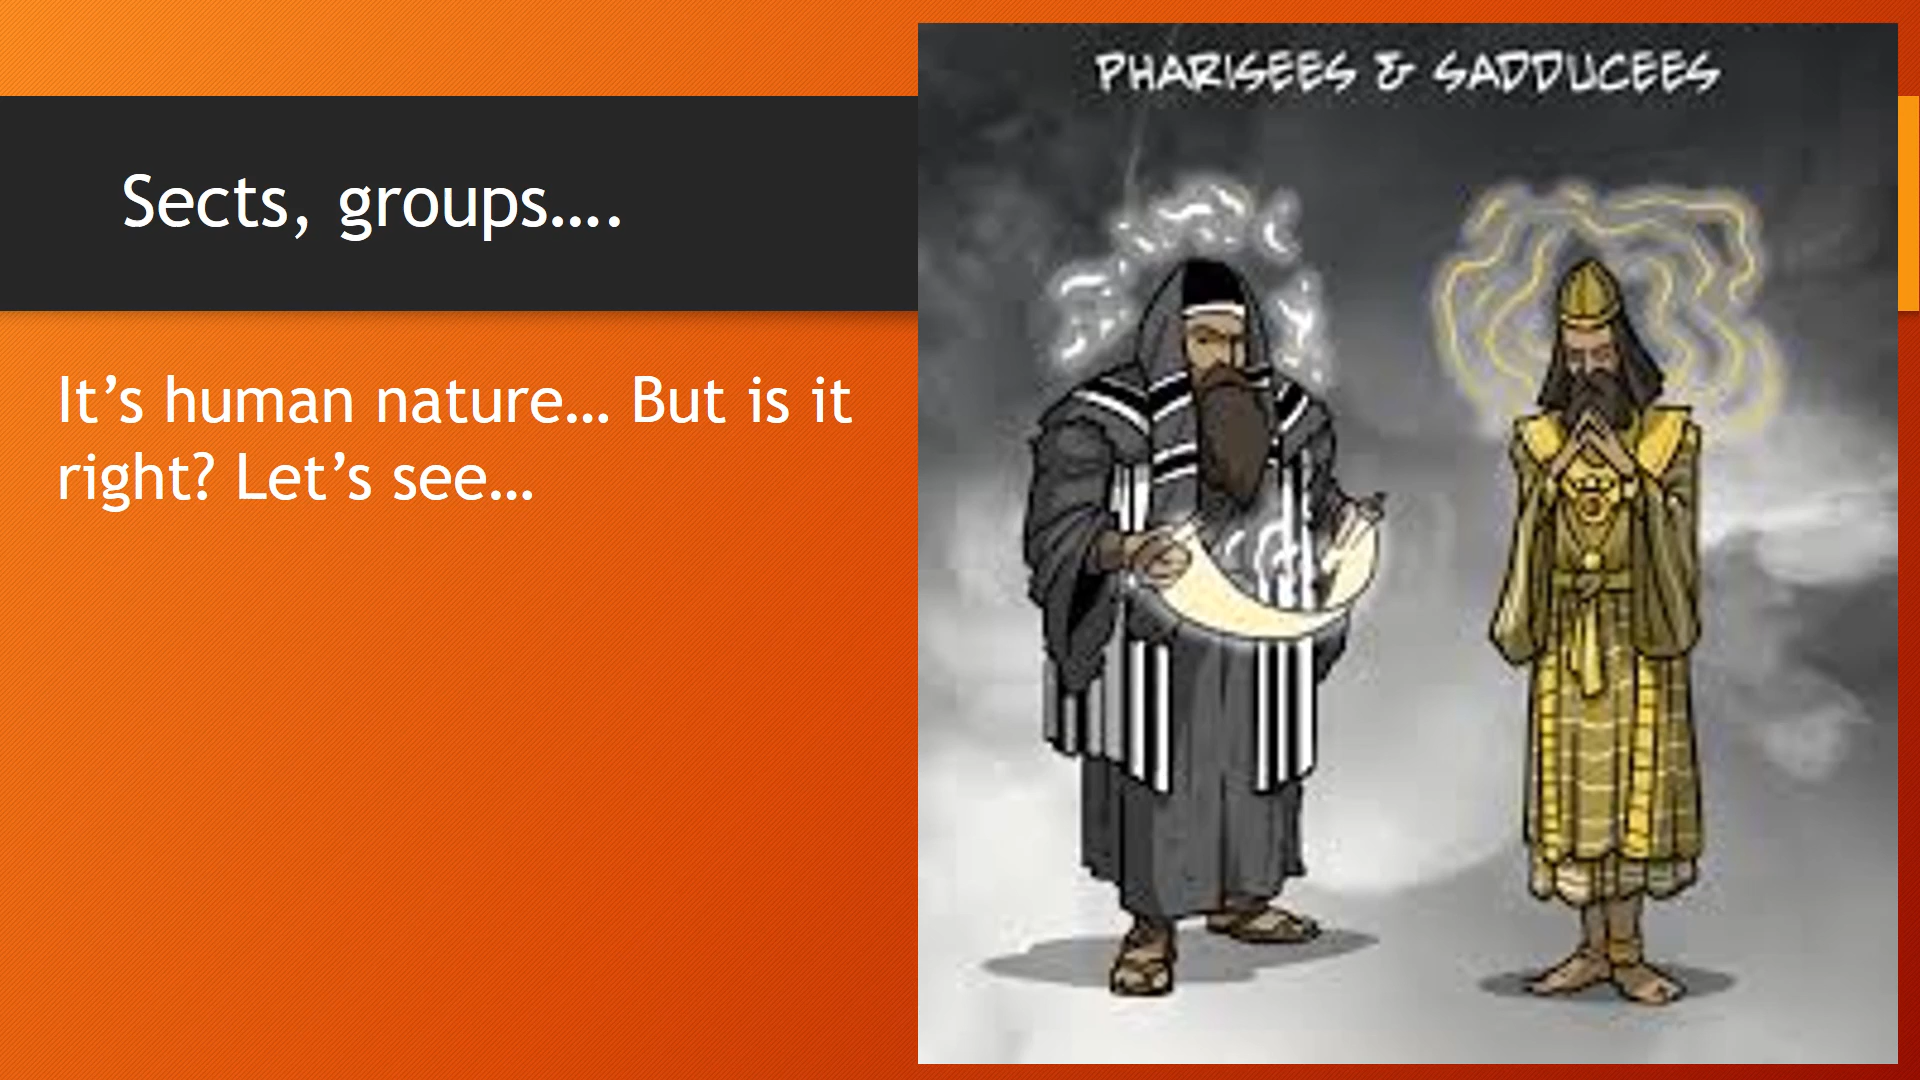 PHARISEES & SADDUCEES
Sects, groups….
It’s human nature… But is it
right? Let’s see…